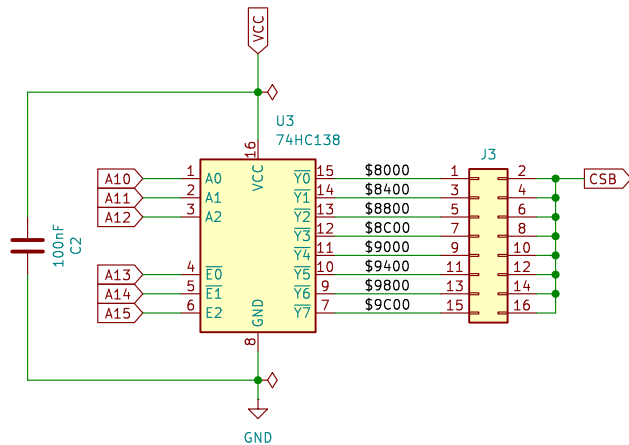 VCC
U3
74HC138
16
VCC
J3
A10 1 A0 Y0 15 $8000 1 2 CSB
A11 2 A1 Y1 14 $8400 3 4
A12 3 A2 Y2 13 $8800 5 6
Y3 12 $8C00 7 8
Y4 11 $9000 9 10
A13 4 E0 Y5 10 $9400 11 12
A14 5 E1 Y6 9 $9800 13 14
A15 6 E2 Y7 7 $9C00 15 16
100nF
C2
GND
8
GND